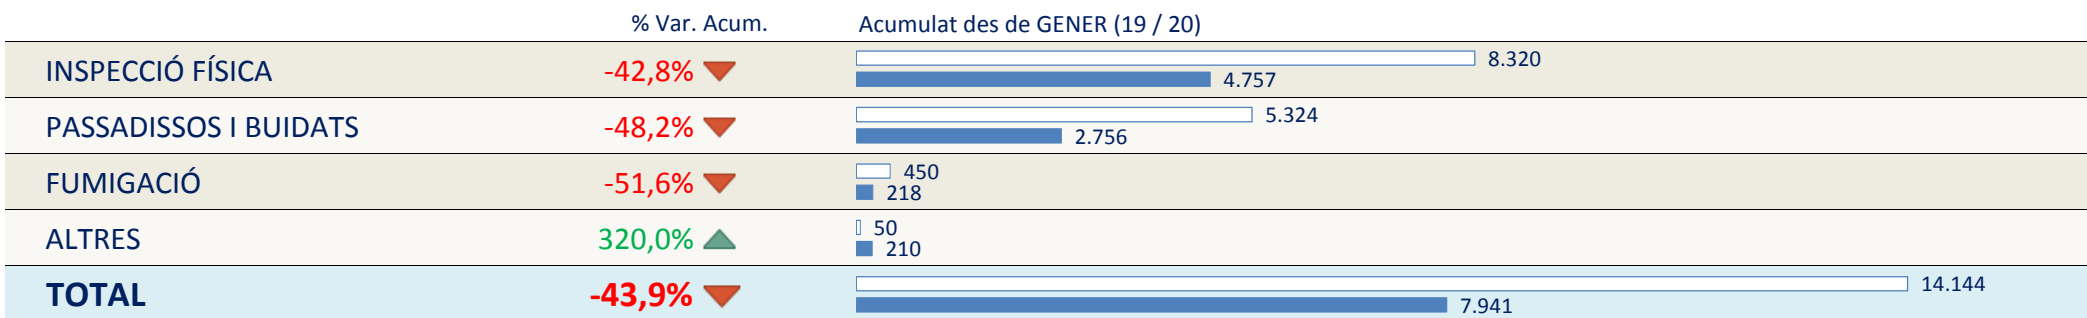 % Var. Acum. Acumulat des de GENER (19 / 20)
INSPECCIÓ FÍSICA -42,8% 8.320
4.757
PASSADISSOS I BUIDATS -48,2% 5.324
2.756
FUMIGACIÓ -51,6% 450
218
ALTRES 320,0% 50
210
TOTAL -43,9% 14.144
7.941